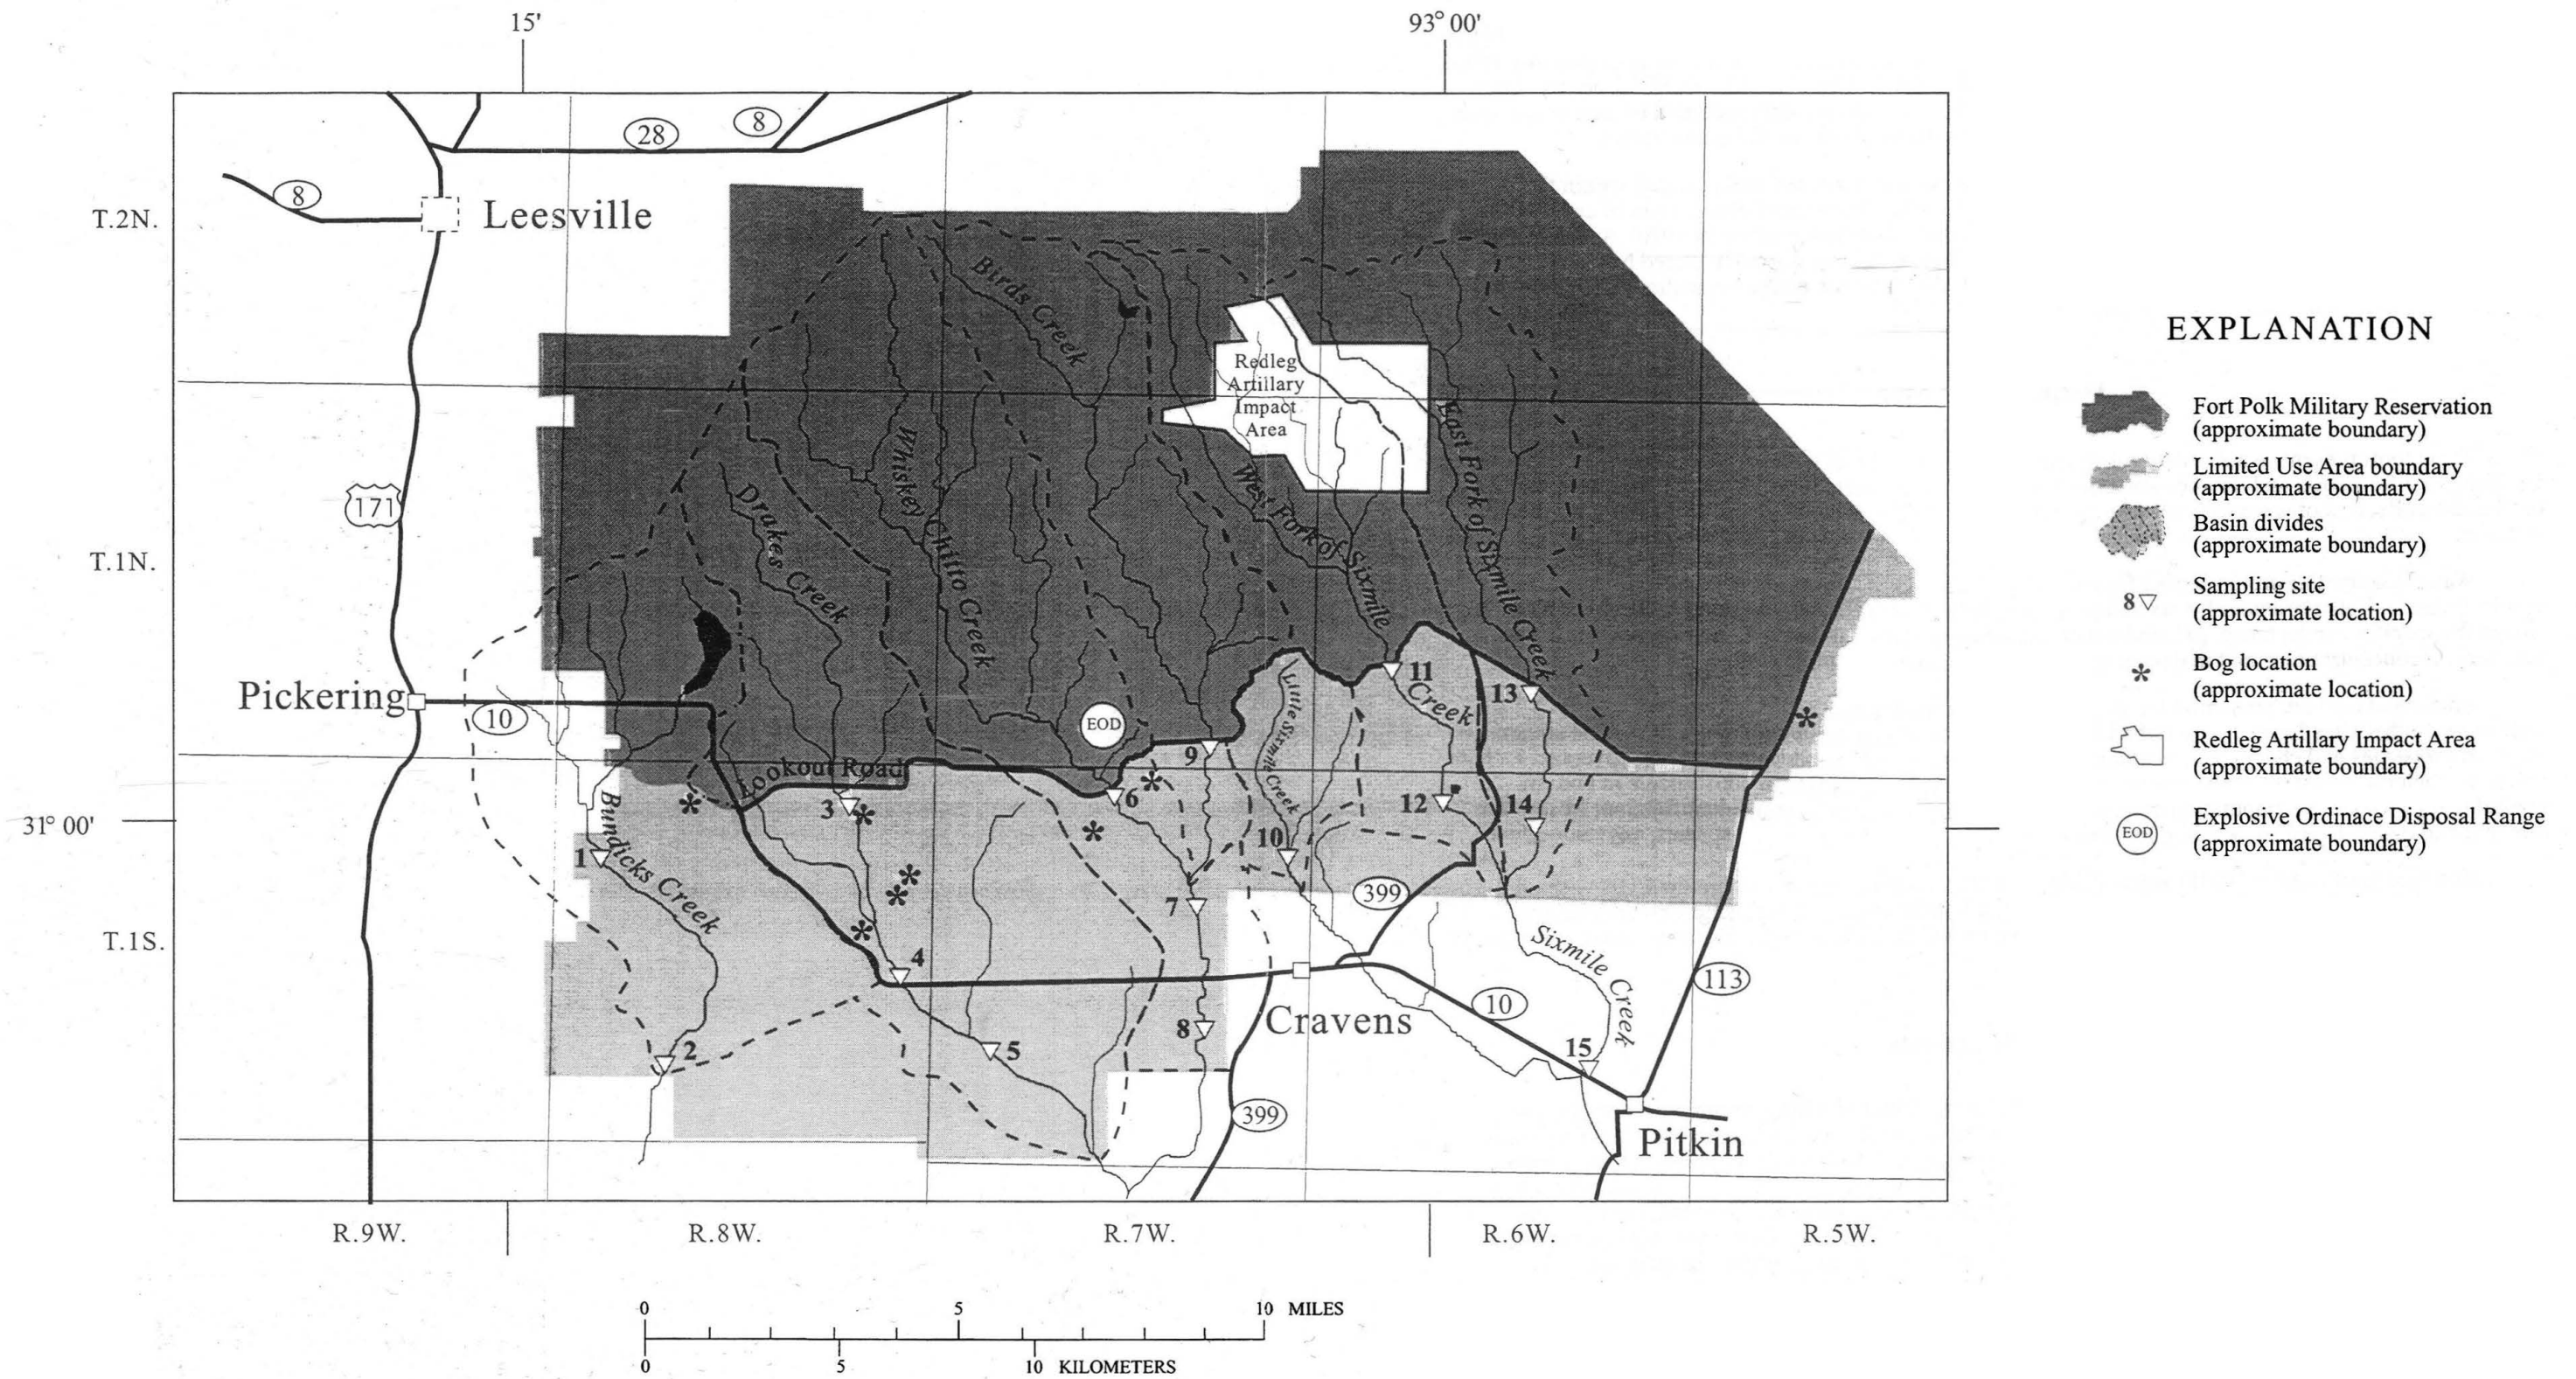 15'
93° 00'
28
8
8
T.2N.
Leesville
Birds Creek
Redleg
Artillary
Impact
Area
171
Whiskey Chitto Creek
Drakes Creek
West Fork of Sixmile
East Fork of Sixmile Creek
T.1N.
Pickering
10
EOD
11
Creek
13
Little Sixmile Creek
9
Lookout Road
3
6
12
14
31° 00'
Bundicks Creek
1
10
399
7
T.1S.
4
Sixmile Creek
113
10
Cravens
8
2
5
15
399
Pitkin
R.9W.
R.8W.
R.7W.
R.6W.
R.5W.
0 5 10 MILES
0 5 10 KILOMETERS
EXPLANATION
Fort Polk Military Reservation
(approximate boundary)
Limited Use Area boundary
(approximate boundary)
Basin divides
(approximate boundary)
8 Sampling site
(approximate location)
Bog location
(approximate location)
Redleg Artillary Impact Area
(approximate boundary)
EOD Explosive Ordinace Disposal Range
(approximate boundary)